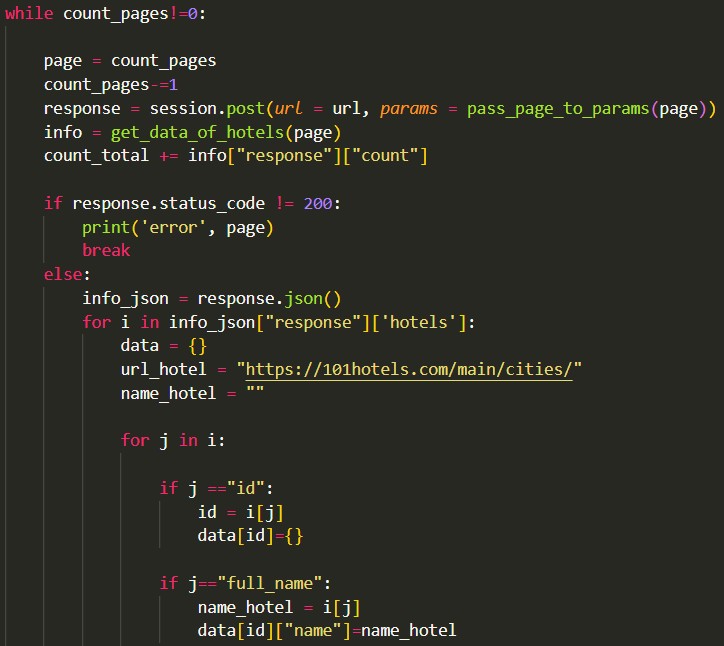 while count_pages!=0:
page = count_pages
count_pages-=1
response = session.post(url = url, params = pass_page_to_params(page))
info = get_data_of_hotels(page)
count_total += info["response"]["count"]
if response.status_code != 200:
print('error', page)
break
else:
info_json = response.json()
for i in info_json["response"]['hotels']:
data = {}
url_hotel = "https://101hotels.com/main/cities/"
name_hotel = ""
for j in i:
if j =="id":
id = i[j]
data[id]={}
if j=="full_name":
name_hotel = i[j]
data[id]["name"]=name_hotel